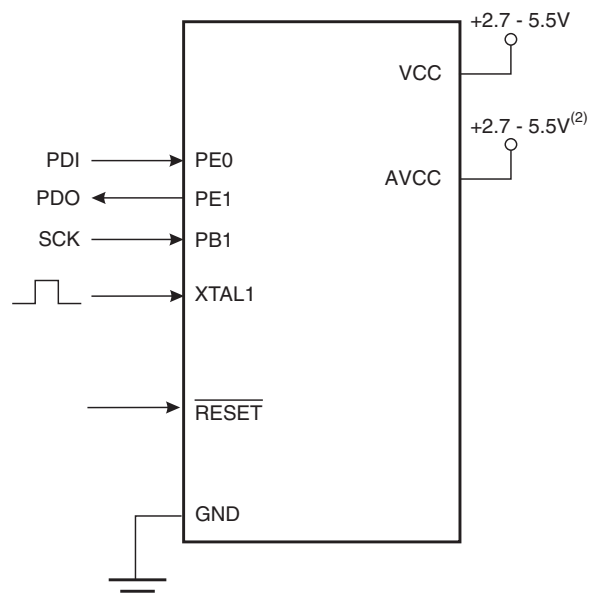 +2.7 - 5.5V
VCC
+2.7 - 5.5V(2)
AVCC
PDI PE0
PDO PE1
SCK PB1
XTAL1
RESET
GND